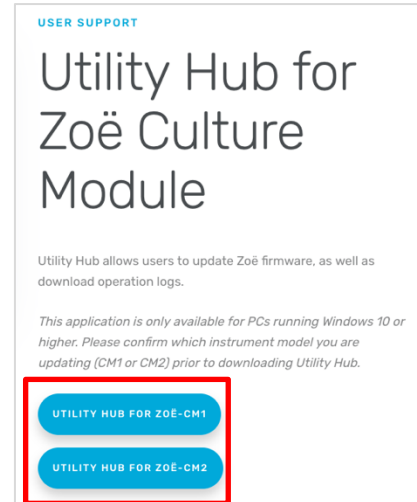 USER SUPPORT
Utility Hub for
Zoë Culture
Module
Utility Hub allows users to update Zoë firmware, as well as
download operation logs.
This application is only available for PCs running Windows 10 or
higher. Please confirm which instrument model you are
updating (CM1 or CM2) prior to downloading Utility Hub.
UTILITY HUB FOR ZOË-CM1
UTILITY HUB FOR ZOË-CM2